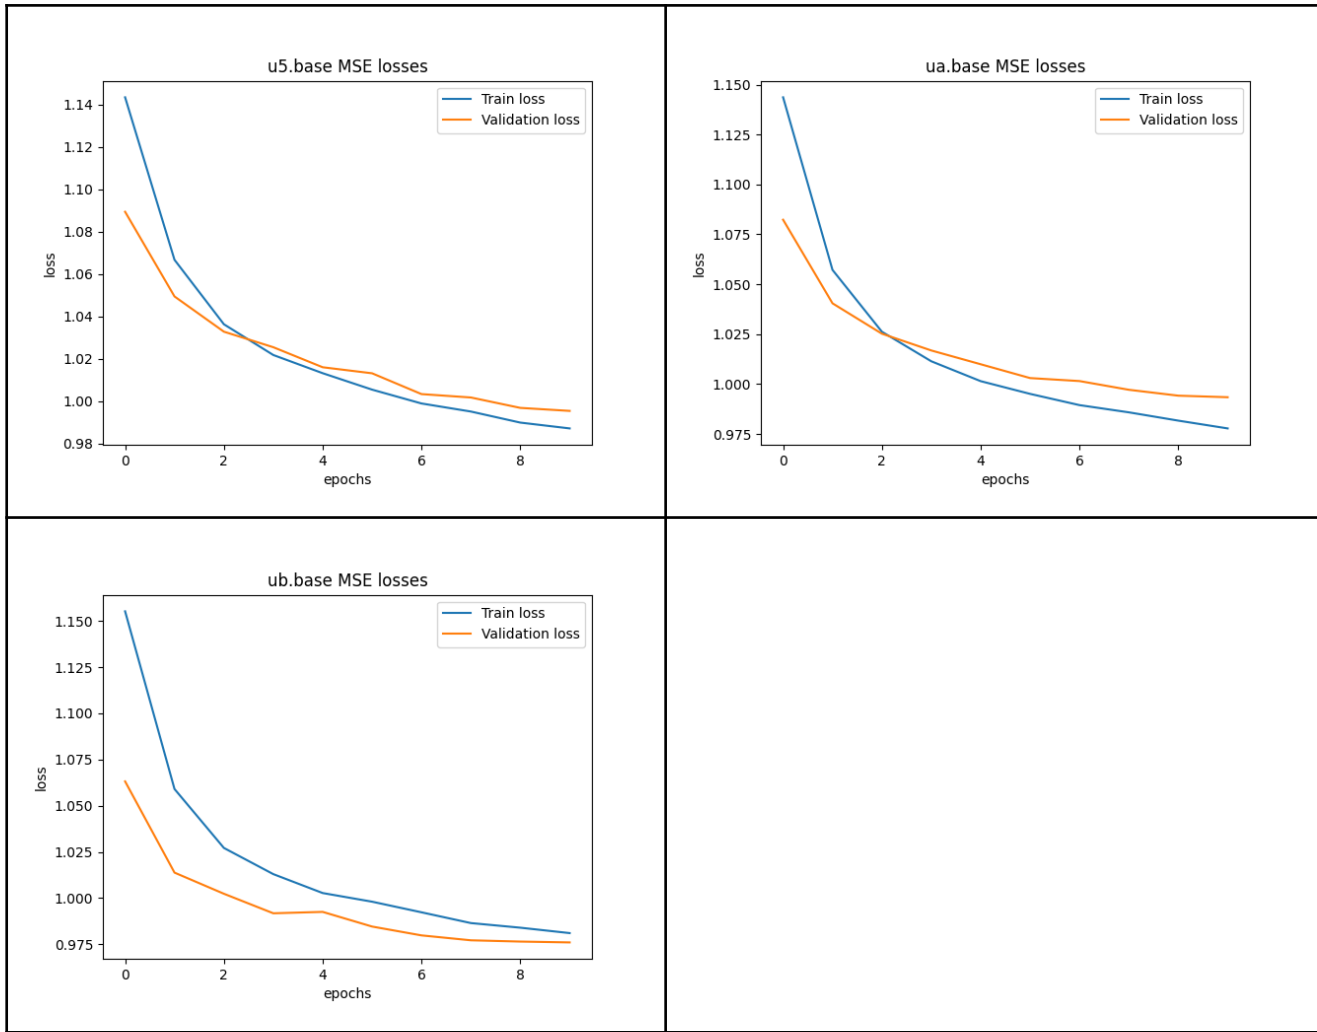 u5.base MSE losses
Train loss
Validation loss
1.14
1.12
1.10
1.08
1.06
1.04
1.02
1.00
0.98
loss
0 2 4 6 8
epochs
ua.base MSE losses
Train loss
Validation loss
1.150
1.125
1.100
1.075
1.050
1.025
1.000
0.975
loss
0 2 4 6 8
epochs
ub.base MSE losses
Train loss
Validation loss
1.150
1.125
1.100
1.075
1.050
1.025
1.000
0.975
loss
0 2 4 6 8
epochs